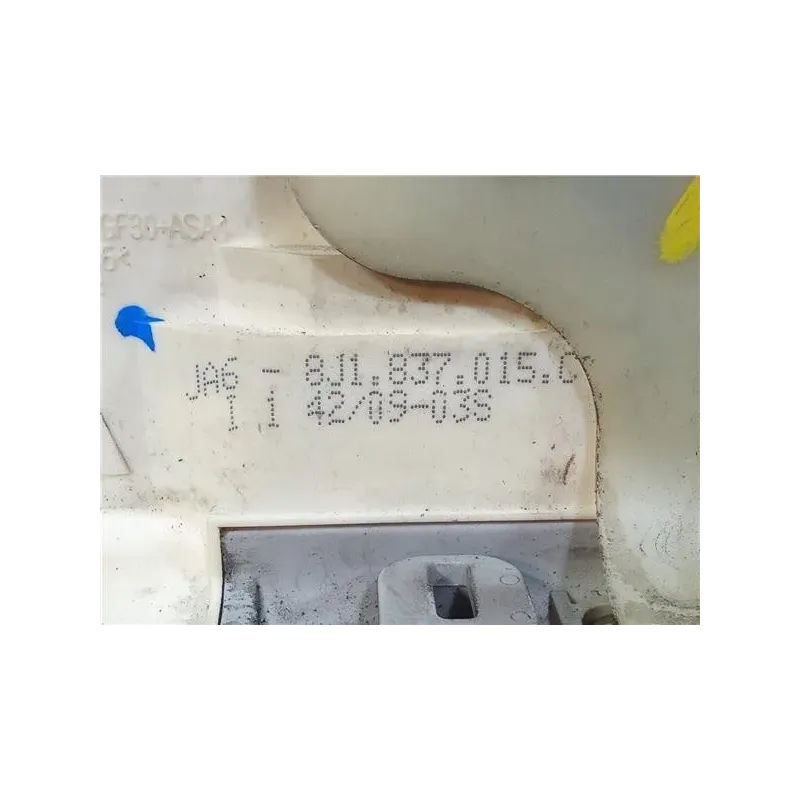 GF30+ASA
JA6 - 8J1.837.015.C
1 1 42/09-03S